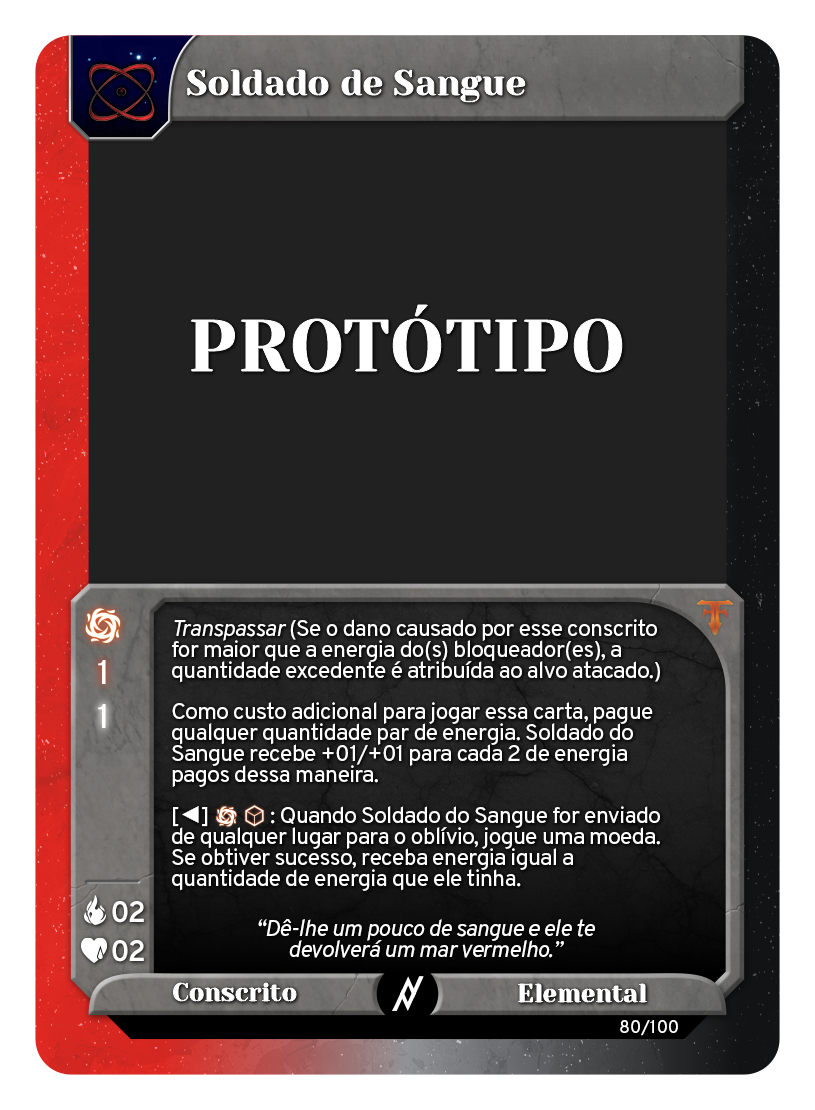 Soldado de Sangue
PROTÓTIPO
1
1
Transpassar (Se o dano causado por esse conscrito
for maior que a energia do(s) bloqueador(es), a
quantidade excedente é atribuída ao alvo atacado.)
Como custo adicional para jogar essa carta, pague
qualquer quantidade par de energia. Soldado do
Sangue recebe +01/+01 para cada 2 de energia
pagos dessa maneira.
[◄] : Quando Soldado do Sangue for enviado
de qualquer lugar para o oblívio, jogue uma moeda.
Se obtiver sucesso, receba energia igual a
quantidade de energia que ele tinha.
02
02
“Dê-lhe um pouco de sangue e ele te
devolverá um mar vermelho.”
Conscrito
Elemental
80/100